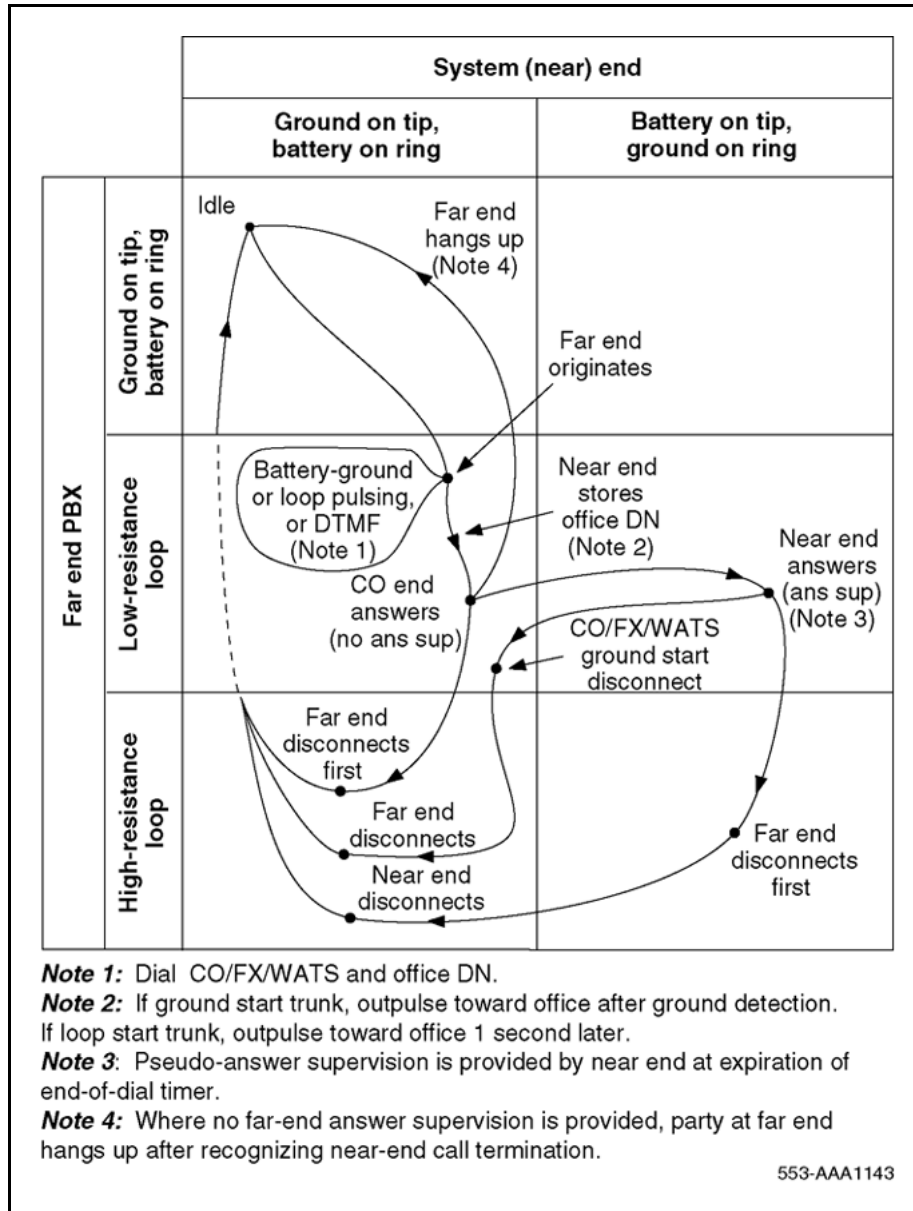 System (near) end
Ground on tip,
battery on ring
Battery on tip,
ground on ring
Far end PBX
Ground on tip,
battery on ring
Low-resistance
loop
High-resistance
loop
Idle
Far end
hangs up
(Note 4)
Far end
originates
Battery-ground
or loop pulsing,
or DTMF
(Note 1)
Near end
stores
office DN
(Note 2)
CO end
answers
(no ans sup)
Near end
answers
(ans sup)
(Note 3)
CO/FX/WATS
ground start
disconnect
Far end
disconnects
first
Far end
disconnects
Near end
disconnects
Far end
disconnects
first
Note 1: Dial CO/FX/WATS and office DN.
Note 2: If ground start trunk, outpulse toward office after ground detection.
If loop start trunk, outpulse toward office 1 second later.
Note 3: Pseudo-answer supervision is provided by near end at expiration of
end-of-dial timer.
Note 4: Where no far-end answer supervision is provided, party at far end
hangs up after recognizing near-end call termination.
553-AAA1143